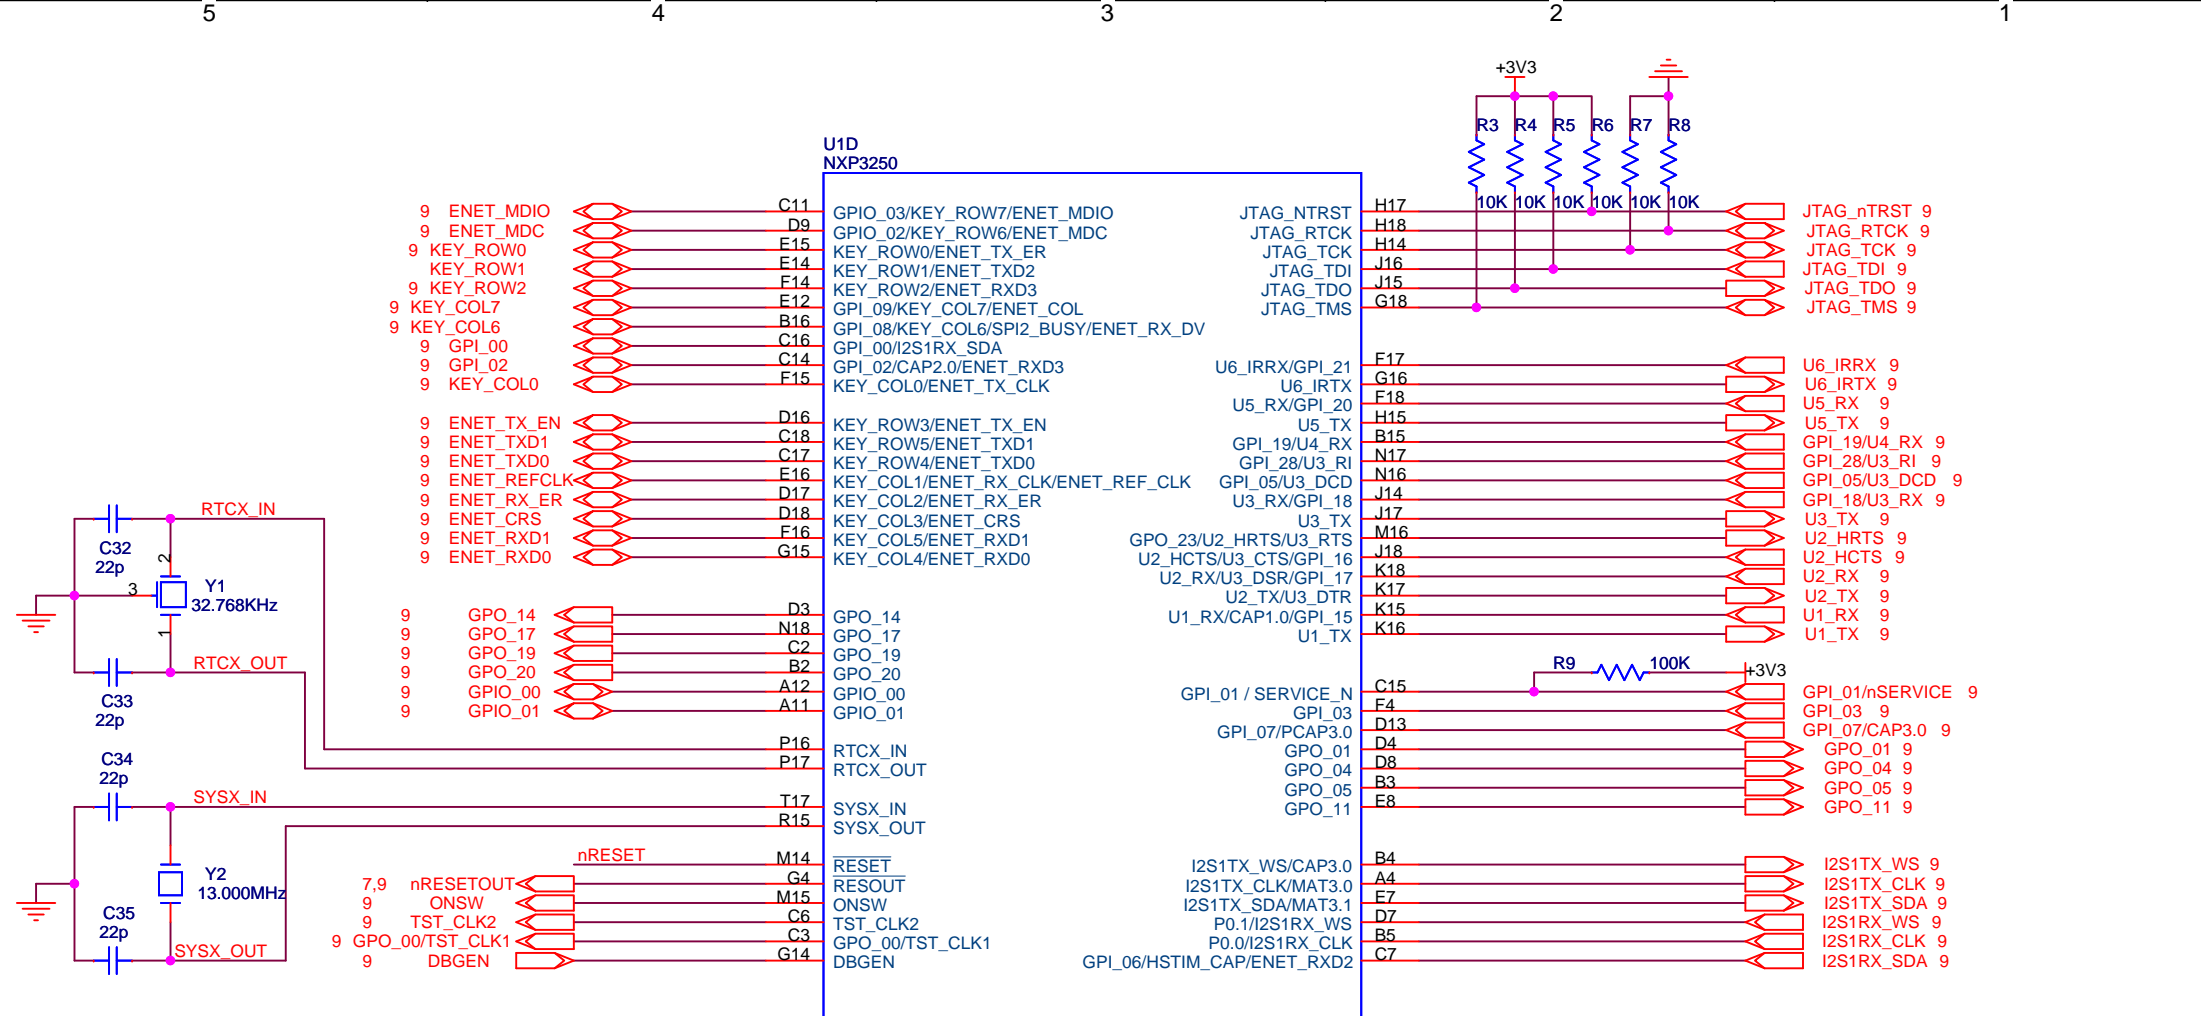 5 4 3 2 1
+3V3
R3 R4 R5 R6 R7 R8
10K 10K 10K 10K 10K 10K
U1D
NXP3250
9 ENET_MDIO C11 GPIO_03/KEY_ROW7/ENET_MDIO JTAG_NTRST H17 JTAG_nTRST 9
9 ENET_MDC D9 GPIO_02/KEY_ROW6/ENET_MDC JTAG_RTCK H18 JTAG_RTCK 9
9 KEY_ROW0 E15 KEY_ROW0/ENET_TX_ER JTAG_TCK H14 JTAG_TCK 9
KEY_ROW1 E14 KEY_ROW1/ENET_TXD2 JTAG_TDI J16 JTAG_TDI 9
9 KEY_ROW2 F14 KEY_ROW2/ENET_RXD3 JTAG_TDO J15 JTAG_TDO 9
9 KEY_COL7 E12 GPI_09/KEY_COL7/ENET_COL JTAG_TMS G18 JTAG_TMS 9
9 KEY_COL6 B16 GPI_08/KEY_COL6/SPI2_BUSY/ENET_RX_DV
9 GPI_00 C16 GPI_00/I2S1RX_SDA
9 GPI_02 C14 GPI_02/CAP2.0/ENET_RXD3 U6_IRRX/GPI_21 F17 U6_IRRX 9
9 KEY_COL0 F15 KEY_COL0/ENET_TX_CLK U6_IRTX G16 U6_IRTX 9
U5_RX/GPI_20 F18 U5_RX 9
9 ENET_TX_EN D16 KEY_ROW3/ENET_TX_EN U5_TX H15 U5_TX 9
9 ENET_TXD1 C18 KEY_ROW5/ENET_TXD1 GPI_19/U4_RX B15 GPI_19/U4_RX 9
9 ENET_TXD0 C17 KEY_ROW4/ENET_TXD0 GPI_28/U3_RI N17 GPI_28/U3_RI 9
9 ENET_REFCLK E16 KEY_COL1/ENET_RX_CLK/ENET_REF_CLK GPI_05/U3_DCD N16 GPI_05/U3_DCD 9
9 ENET_RX_ER D17 KEY_COL2/ENET_RX_ER U3_RX/GPI_18 J14 GPI_18/U3_RX 9
RTCX_IN
9 ENET_CRS D18 KEY_COL3/ENET_CRS U3_TX J17 U3_TX 9
9 ENET_RXD1 F16 KEY_COL5/ENET_RXD1 GPO_23/U2_HRTS/U3_RTS M16 U2_HRTS 9
C32
22p
2
9 ENET_RXD0 G15 KEY_COL4/ENET_RXD0 U2_HCTS/U3_CTS/GPI_16 J18 U2_HCTS 9
U2_RX/U3_DSR/GPI_17 K18 U2_RX 9
3 Y1
32.768KHz
1
U2_TX/U3_DTR K17 U2_TX 9
9 GPO_14 D3 GPO_14 U1_RX/CAP1.0/GPI_15 K15 U1_RX 9
9 GPO_17 N18 GPO_17 U1_TX K16 U1_TX 9
9 GPO_19 C2 GPO_19
RTCX_OUT
9 GPO_20 B2 GPO_20 R9 100K +3V3
9 GPIO_00 A12 GPIO_00 GPI_01 / SERVICE_N C15 GPI_01/nSERVICE 9
C33
22p
9 GPIO_01 A11 GPIO_01 GPI_03 F4 GPI_03 9
GPI_07/PCAP3.0 D13 GPI_07/CAP3.0 9
P16 RTCX_IN GPO_01 D4 GPO_01 9
C34
22p
P17 RTCX_OUT GPO_04 D8 GPO_04 9
GPO_05 B3 GPO_05 9
SYSX_IN T17 SYSX_IN GPO_11 E8 GPO_11 9
R15 SYSX_OUT
nRESET M14 RESET I2S1TX_WS/CAP3.0 B4 I2S1TX_WS 9
Y2
13.000MHz
7,9 nRESETOUT G4 RESOUT I2S1TX_CLK/MAT3.0 A4 I2S1TX_CLK 9
9 ONSW M15 ONSW I2S1TX_SDA/MAT3.1 E7 I2S1TX_SDA 9
C35
22p
9 TST_CLK2 C6 TST_CLK2 P0.1/I2S1RX_WS D7 I2S1RX_WS 9
9 GPO_00/TST_CLK1 C3 GPO_00/TST_CLK1 P0.0/I2S1RX_CLK B5 I2S1RX_CLK 9
SYSX_OUT
9 DBGEN G14 DBGEN GPI_06/HSTIM_CAP/ENET_RXD2 C7 I2S1RX_SDA 9